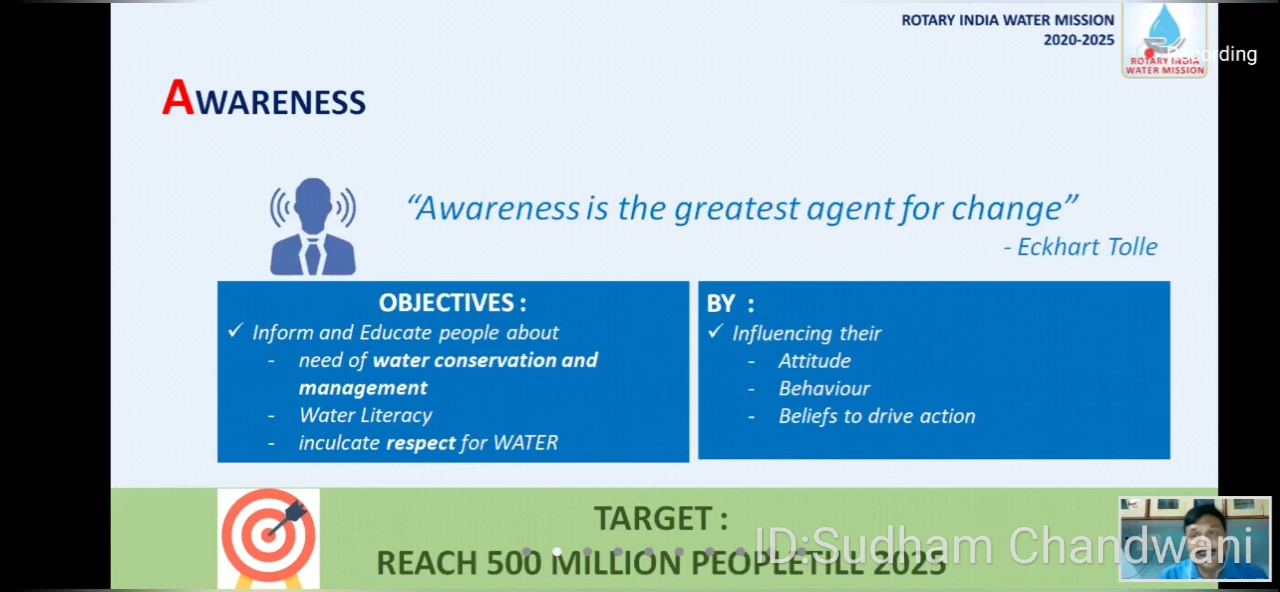 ROTARY INDIA WATER MISSION
2020-2025
Recording
ROTARY INDIA
WATER MISSION
AWARENESS
“Awareness is the greatest agent for change”
- Eckhart Tolle
OBJECTIVES :
✓ Inform and Educate people about
- need of water conservation and
management
- Water Literacy
- inculcate respect for WATER
BY :
✓ Influencing their
- Attitude
- Behaviour
- Beliefs to drive action
TARGET :
REACH 500 MILLION PEOPLETILL 2025
ID:Sudham Chandwani